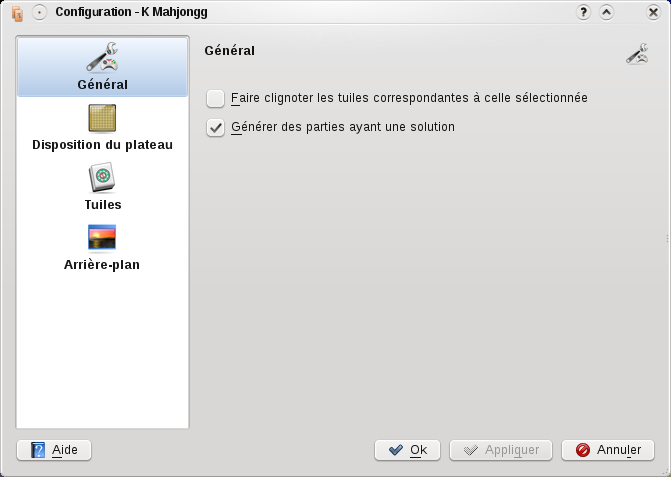 Configuration - K Mahjongg
Général
Disposition du plateau
Tuiles
Arrière-plan
Général
Faire clignoter les tuiles correspondantes à celle sélectionnée
Générer des parties ayant une solution
Aide
Ok
Appliquer
Annuler